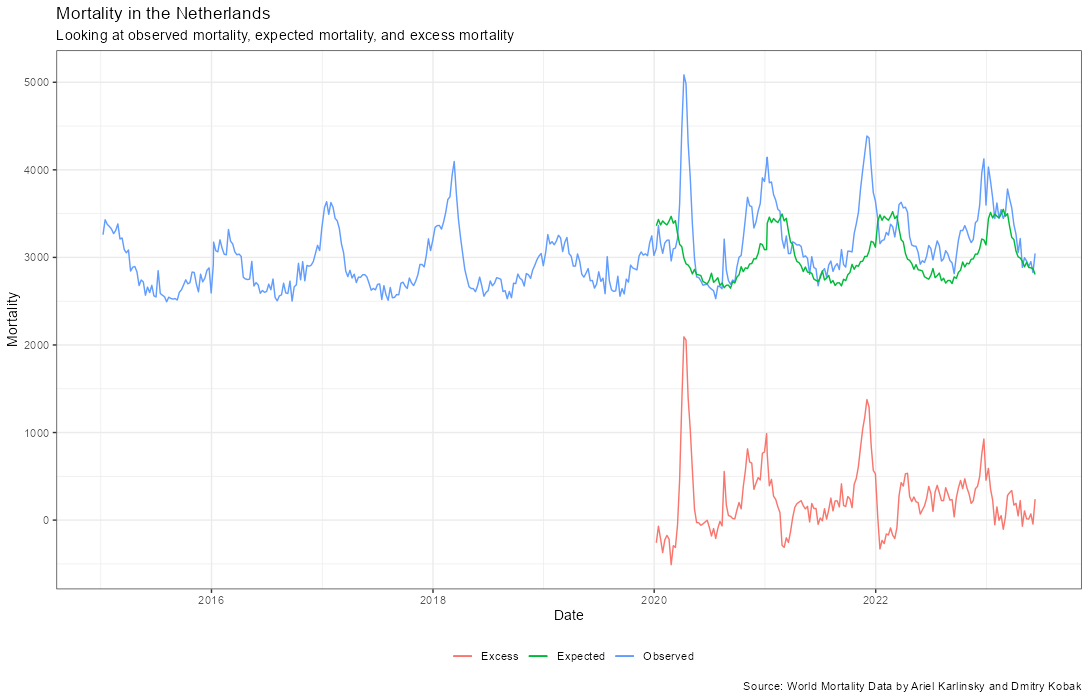 Mortality in the Netherlands
Looking at observed mortality, expected mortality, and excess mortality
5000
4000
3000
2000
1000
0
Mortality
2016
2018
2020
2022
Date
Excess
Expected
Observed
Source: World Mortality Data by Ariel Karlinsky and Dmitry Kobak